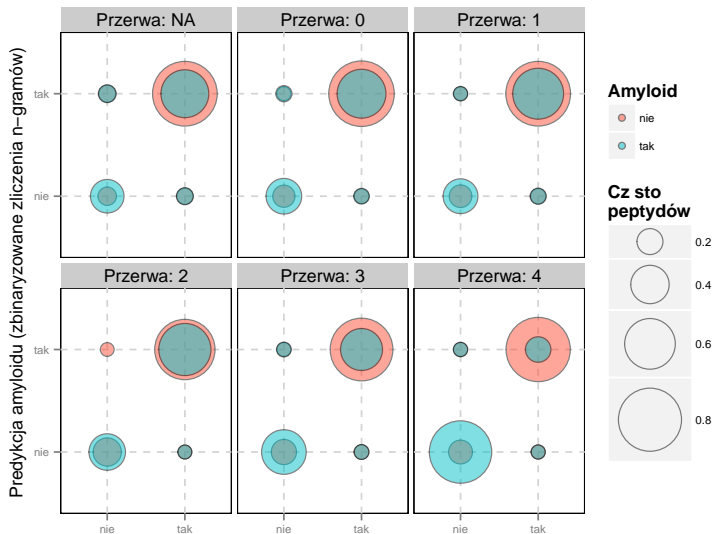 Przerwa: NA
Przerwa: 0
Przerwa: 1
tak
nie
Przerwa: 2
Przerwa: 3
Przerwa: 4
tak
nie
nie
tak
nie
tak
nie
tak
Predykcja amyloidu (zbinaryzowane zliczenia n−gramów)
Amyloid
nie
tak
Cz sto
peptydów
0.2
0.4
0.6
0.8